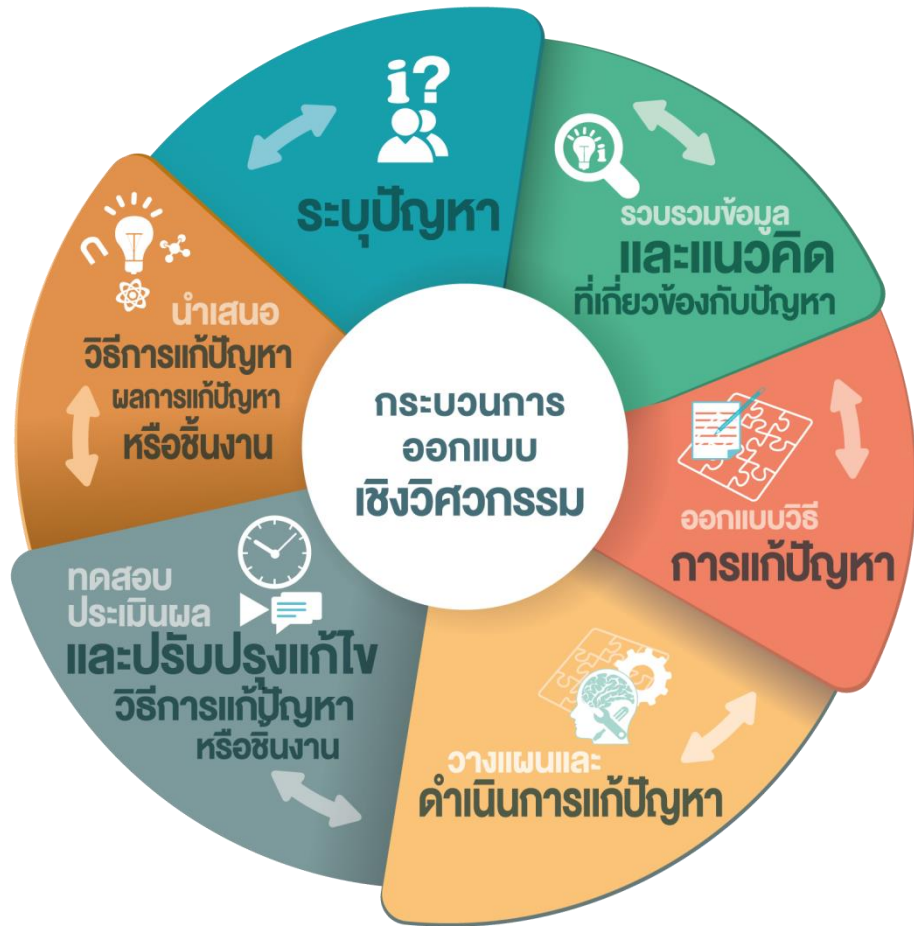 กระบวนการ
ออกแบบ
เชิงวิศวกรรม
i?
ระบุปัญหา
i
รวบรวมข้อมูล
และแนวคิด
ที่เกี่ยวข้องกับปัญหา
ออกแบบวิธี
การแก้ปัญหา
วางแผนและ
ดำเนินการแก้ปัญหา
ทดสอบ
ประเมินผล
และปรับปรุงแก้ไข
วิธีการแก้ปัญหา
หรือชิ้นงาน
นำเสนอ
วิธีการแก้ปัญหา
ผลการแก้ปัญหา
หรือชิ้นงาน